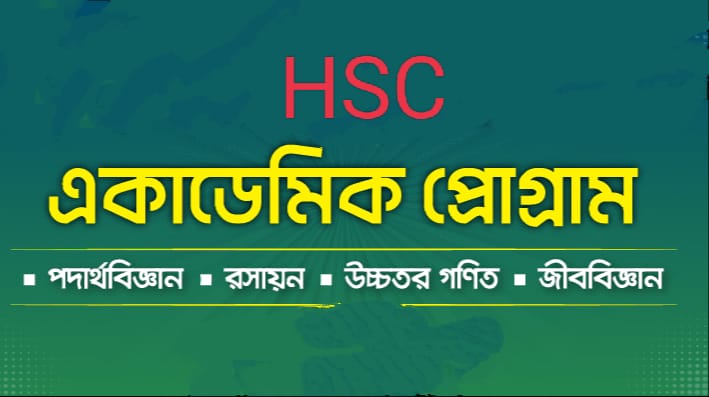 HSC
একাডেমিক প্রোগ্রাম
▪ পদার্থবিজ্ঞান ▪ রসায়ন ▪ উচ্চতর গণিত ▪ জীববিজ্ঞান